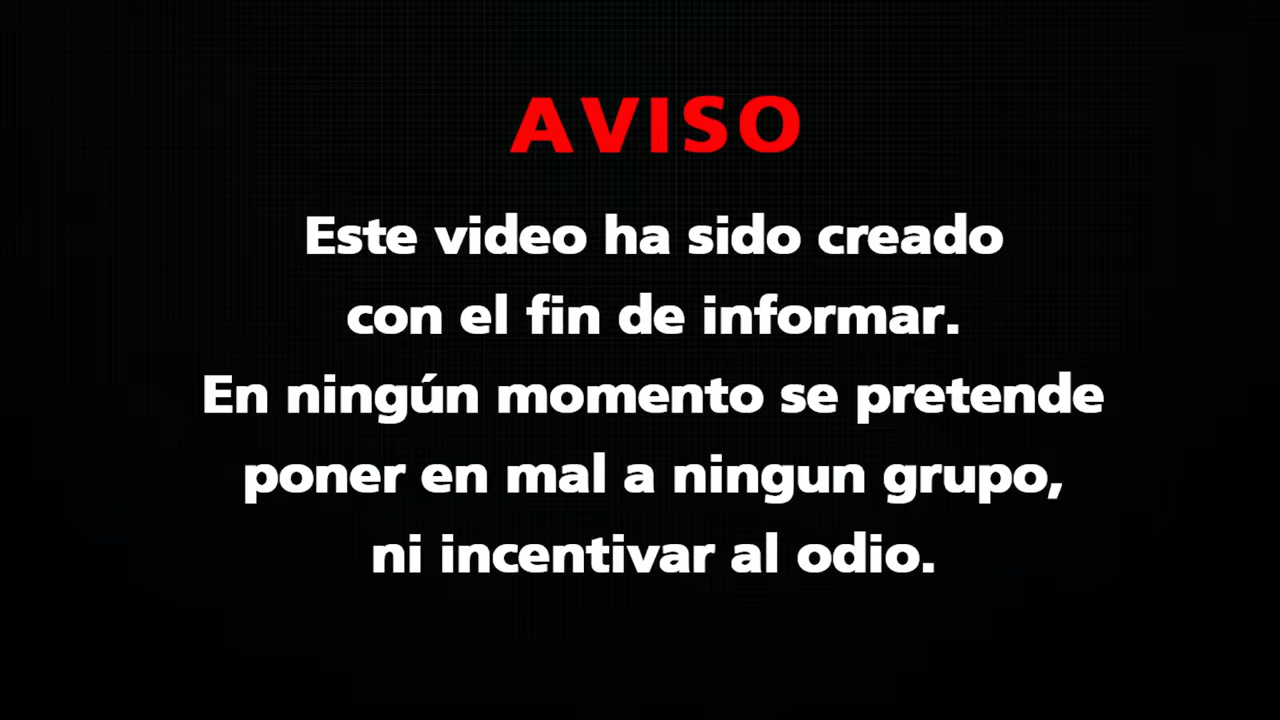 AVISO
Este video ha sido creado
con el fin de informar.
En ningún momento se pretende
poner en mal a ningun grupo,
ni incentivar al odio.